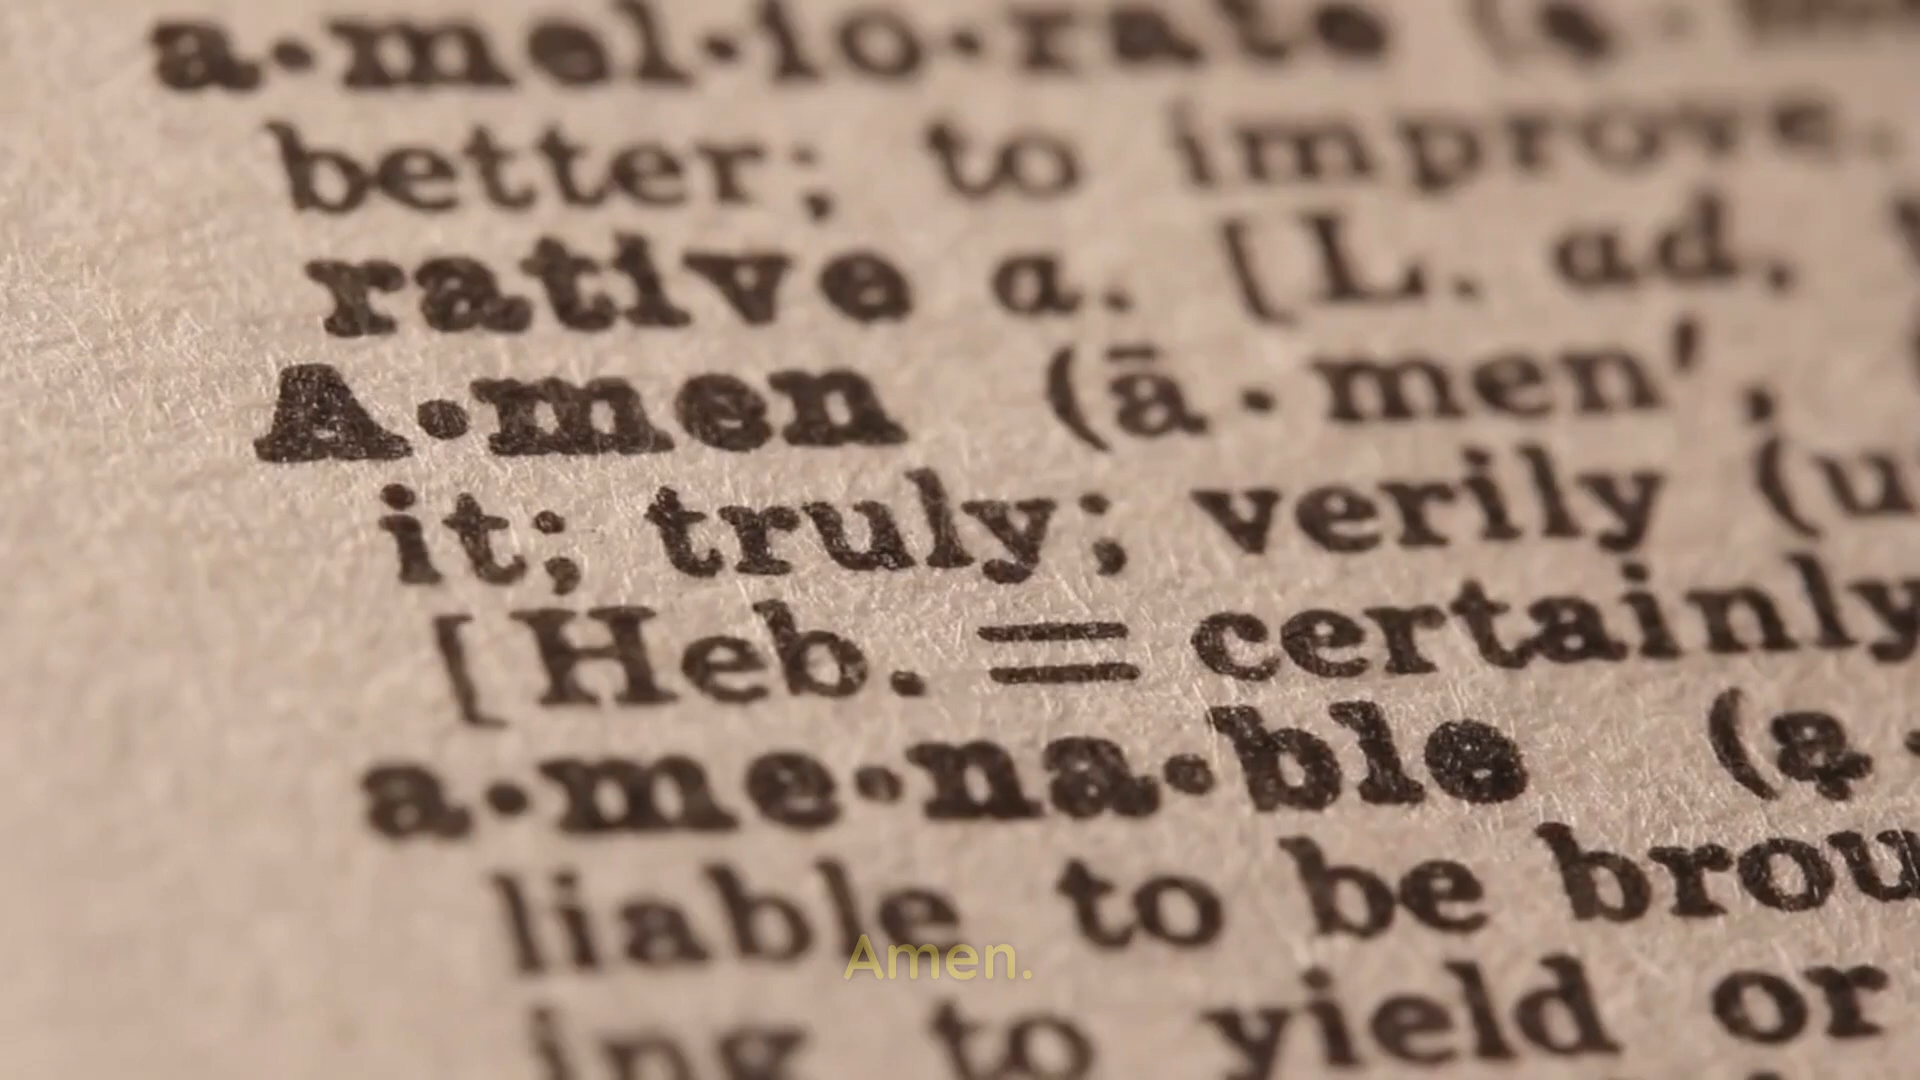 a·mel·io·rate
better; to improve.
rative a. [L. ad,
A·men (ā·men′,
it; truly; verily (u
[Heb. = certainly
a·me·na·ble (ạ·
liable to be brou
Amen.
ing to yield or